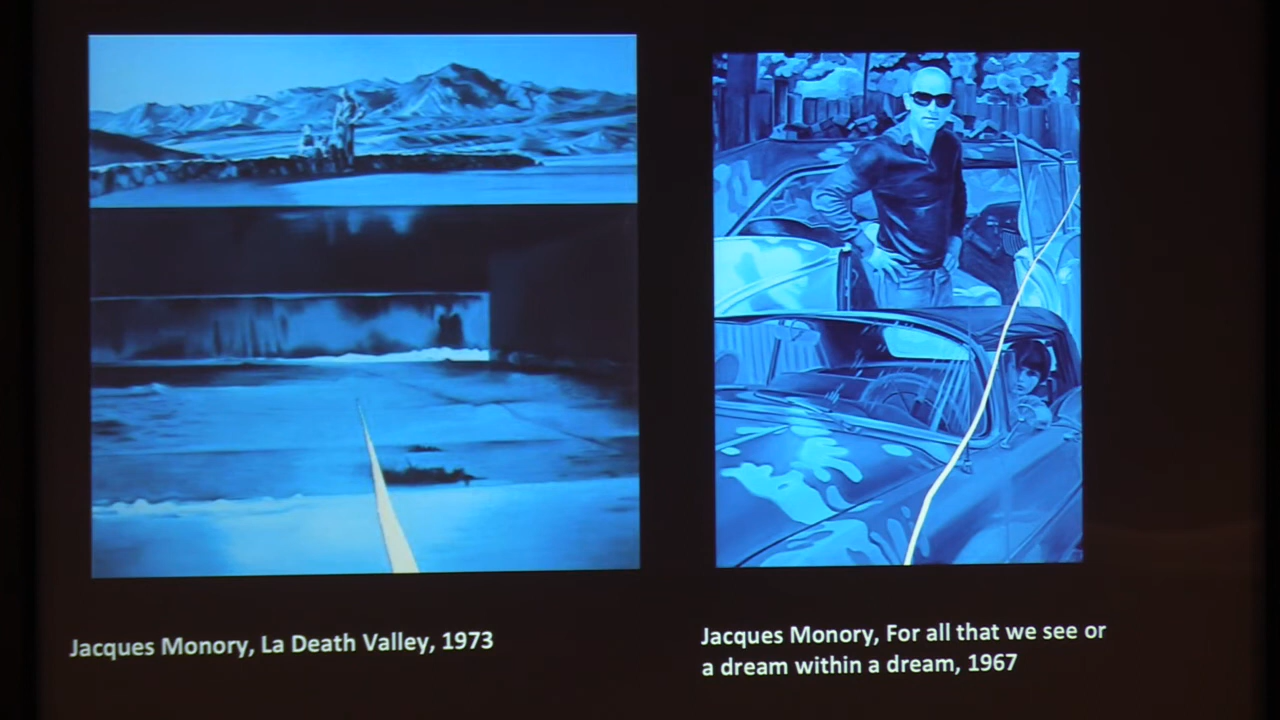 Jacques Monory, La Death Valley, 1973
Jacques Monory, For all that we see or
a dream within a dream, 1967